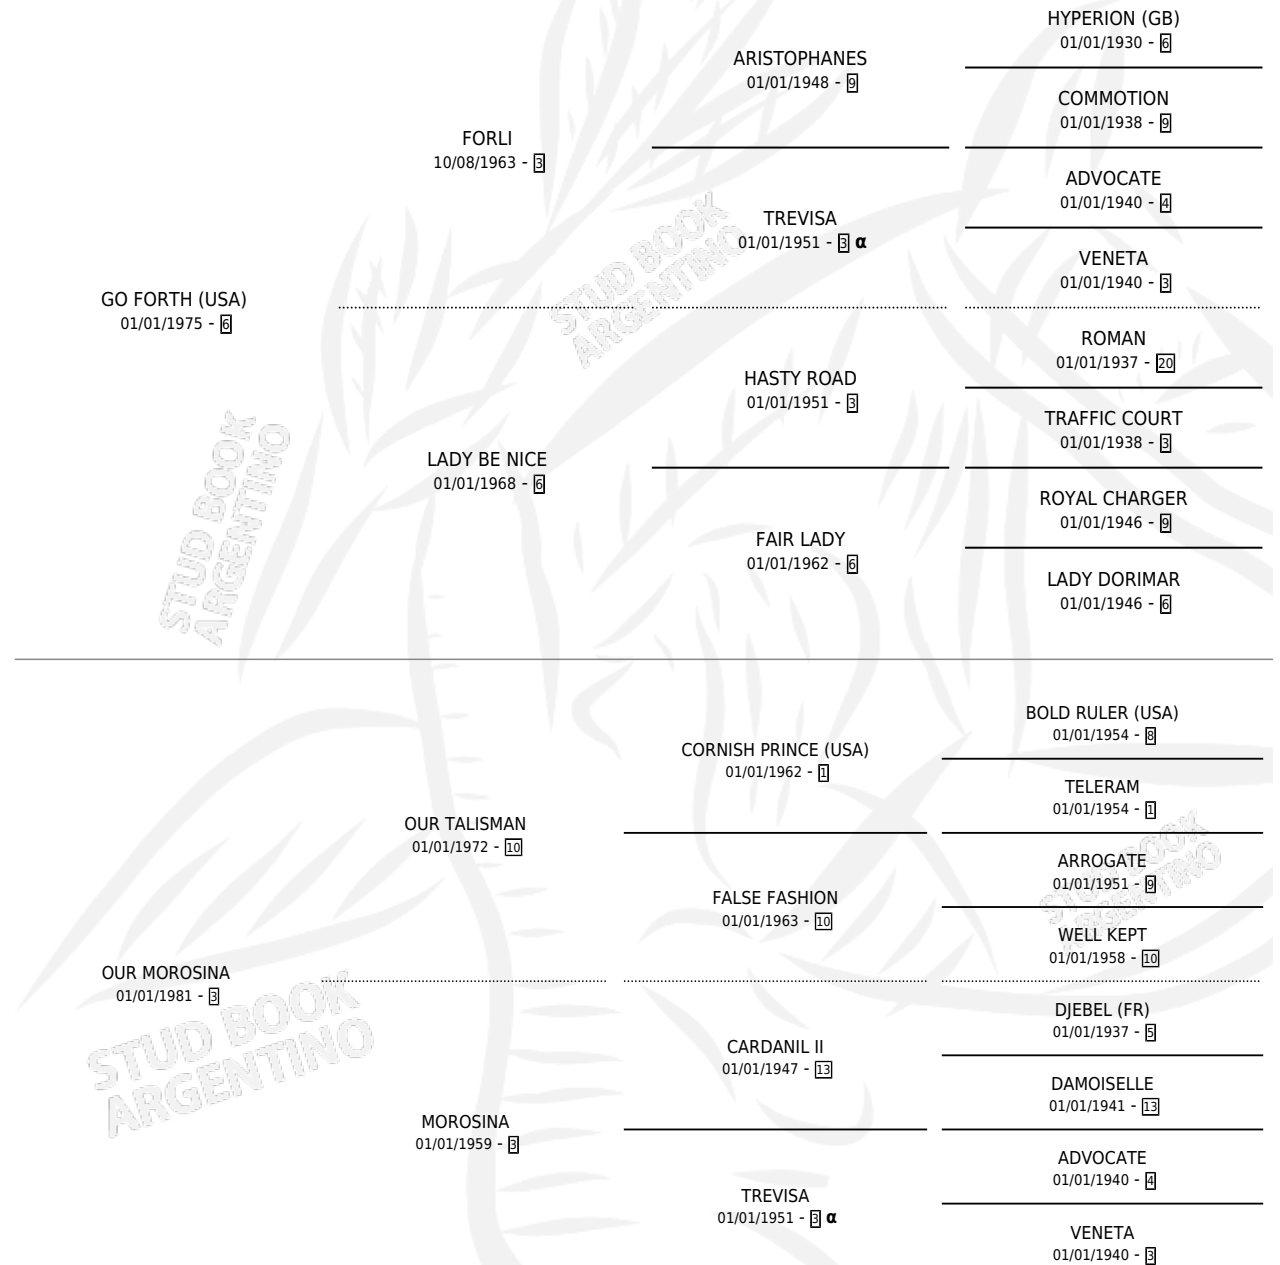 GO FORTH (USA)
01/01/1975 - 6
FORLI
10/08/1963 - 3
LADY BE NICE
01/01/1968 - 6
ARISTOPHANES
01/01/1948 - 9
TREVISA
01/01/1951 - 3 α
HASTY ROAD
01/01/1951 - 3
FAIR LADY
01/01/1962 - 6
HYPERION (GB)
01/01/1930 - 6
COMMOTION
01/01/1938 - 9
ADVOCATE
01/01/1940 - 4
VENETA
01/01/1940 - 3
ROMAN
01/01/1937 - 20
TRAFFIC COURT
01/01/1938 - 3
ROYAL CHARGER
01/01/1946 - 9
LADY DORIMAR
01/01/1946 - 6
STUD BOOK
ARGENTINO
STUD BOOK
ARGENTINO
OUR MOROSINA
01/01/1981 - 3
OUR TALISMAN
01/01/1972 - 10
MOROSINA
01/01/1959 - 3
CORNISH PRINCE (USA)
01/01/1962 - 1
FALSE FASHION
01/01/1963 - 10
CARDANIL II
01/01/1947 - 13
TREVISA
01/01/1951 - 3 α
BOLD RULER (USA)
01/01/1954 - 8
TELERAM
01/01/1954 - 1
ARROGATE
01/01/1951 - 9
WELL KEPT
01/01/1958 - 10
DJEBEL (FR)
01/01/1937 - 5
DAMOISELLE
01/01/1941 - 13
ADVOCATE
01/01/1940 - 4
VENETA
01/01/1940 - 3
STUD BOOK
ARGENTINO
STUD BOOK
ARGENTINO